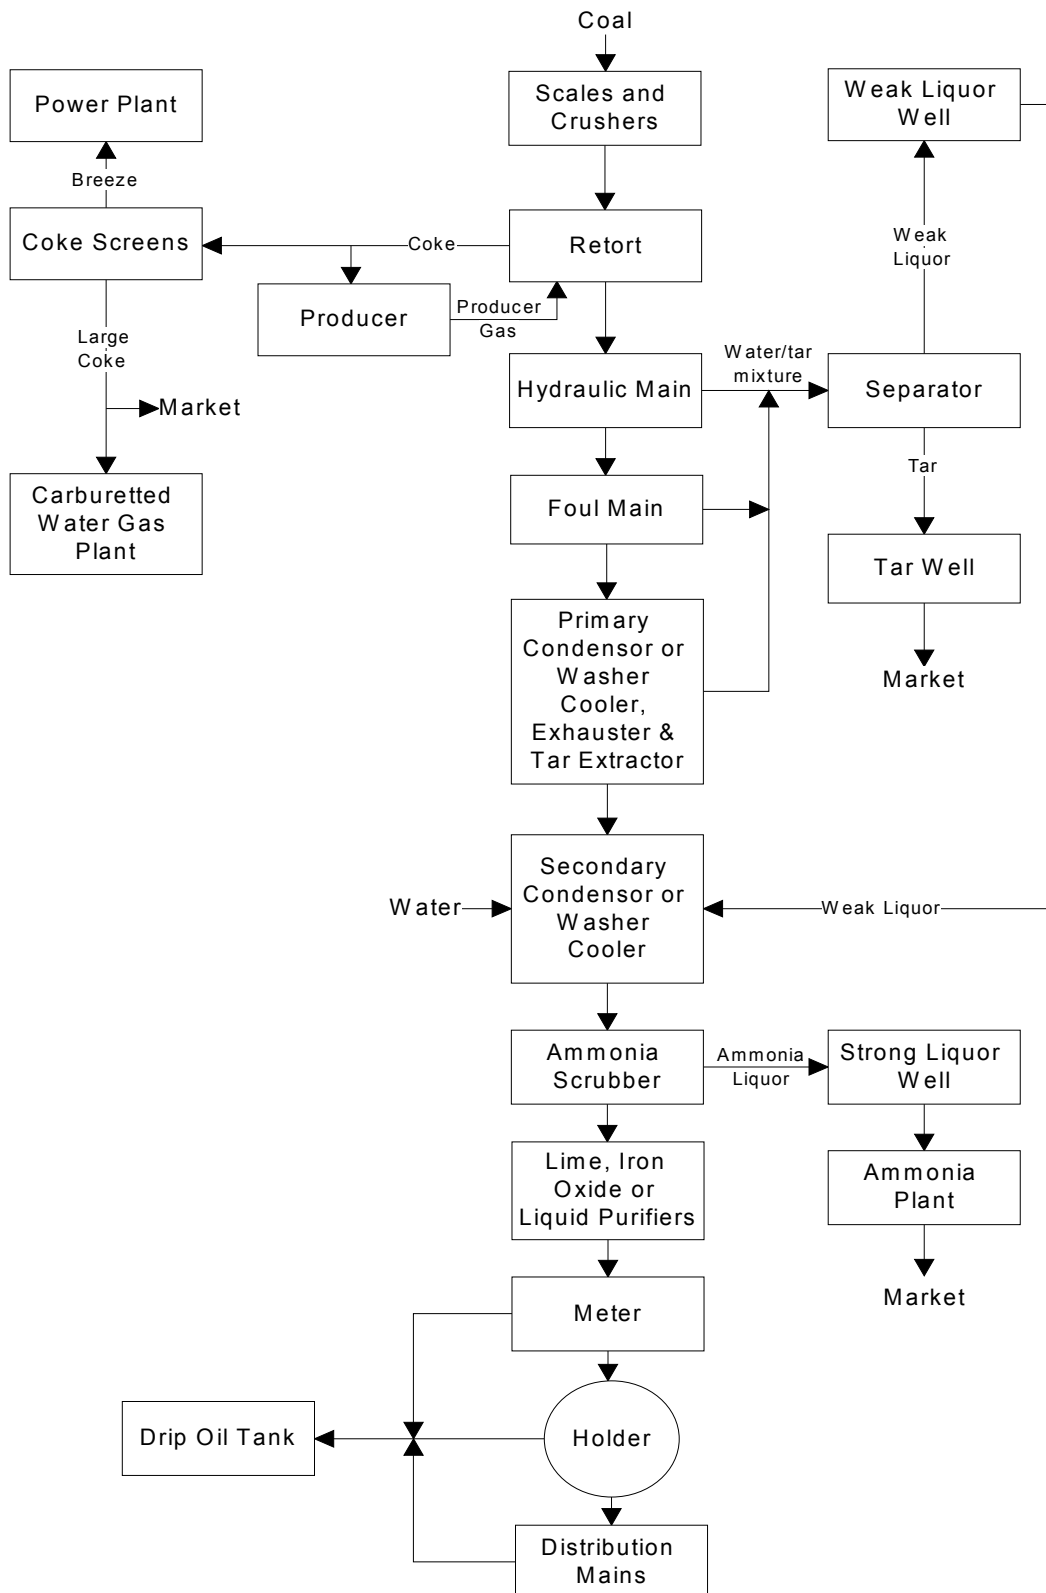 Coal
Power Plant
Scales and
Crushers
Weak Liquor
Well
Breeze
Coke Screens
Coke
Retort
Weak
Liquor
Producer
Producer
Gas
Large
Coke
Water/tar
mixture
Hydraulic Main
Separator
Market
Tar
Carburetted
Water Gas
Plant
Foul Main
Tar Well
Primary
Condensor or
Washer
Cooler,
Exhauster &
Tar Extractor
Market
Secondary
Condensor or
Washer
Cooler
Water
Weak Liquor
Ammonia
Scrubber
Ammonia
Liquor
Strong Liquor
Well
Lime, Iron
Oxide or
Liquid Purifiers
Ammonia
Plant
Market
Meter
Drip Oil Tank
Holder
Distribution
Mains